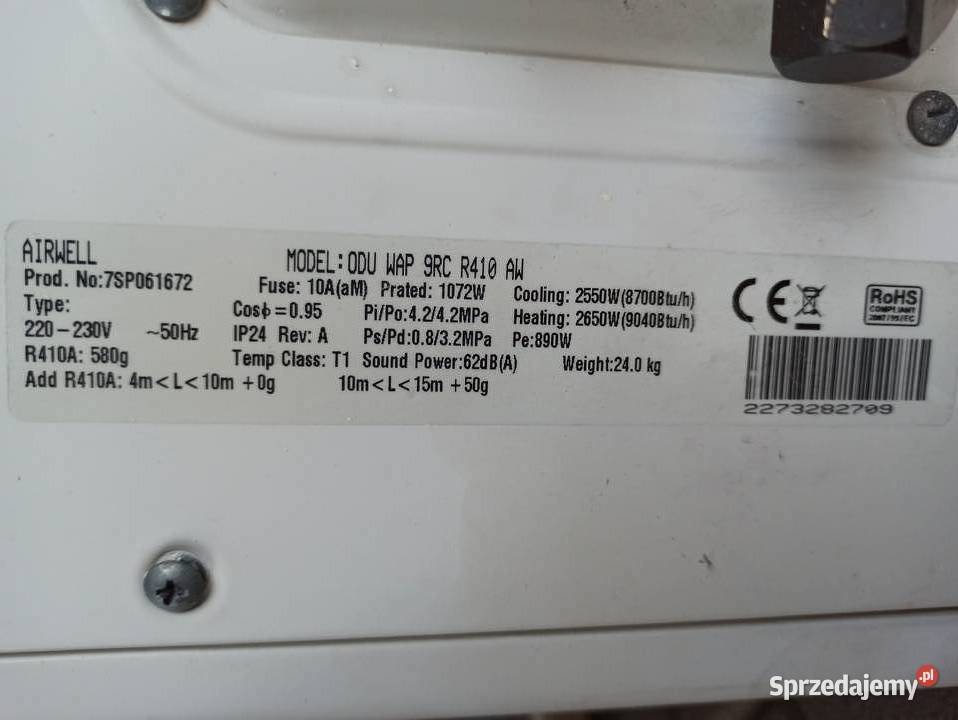 AIRWELL
MODEL: ODU WAP 9RC R410 AW
Prod. No:7SP061672
Fuse: 10A(aM) Prated: 1072W Cooling: 2550W(8700Btu/h)
Type:
Cosϕ=0.95 Pi/Po:4.2/4.2MPa Heating: 2650W(9040Btu/h)
220-230V ~50Hz IP24 Rev: A Ps/Pd:0.8/3.2MPa Pe:890W
R410A: 580g Temp Class: T1 Sound Power:62dB(A) Weight:24.0 kg
Add R410A: 4m<L<10m +0g 10m<L<15m +50g
CE
RoHS
COMPLIANT
2002/95/EC
2273282709
Sprzedajemy.pl